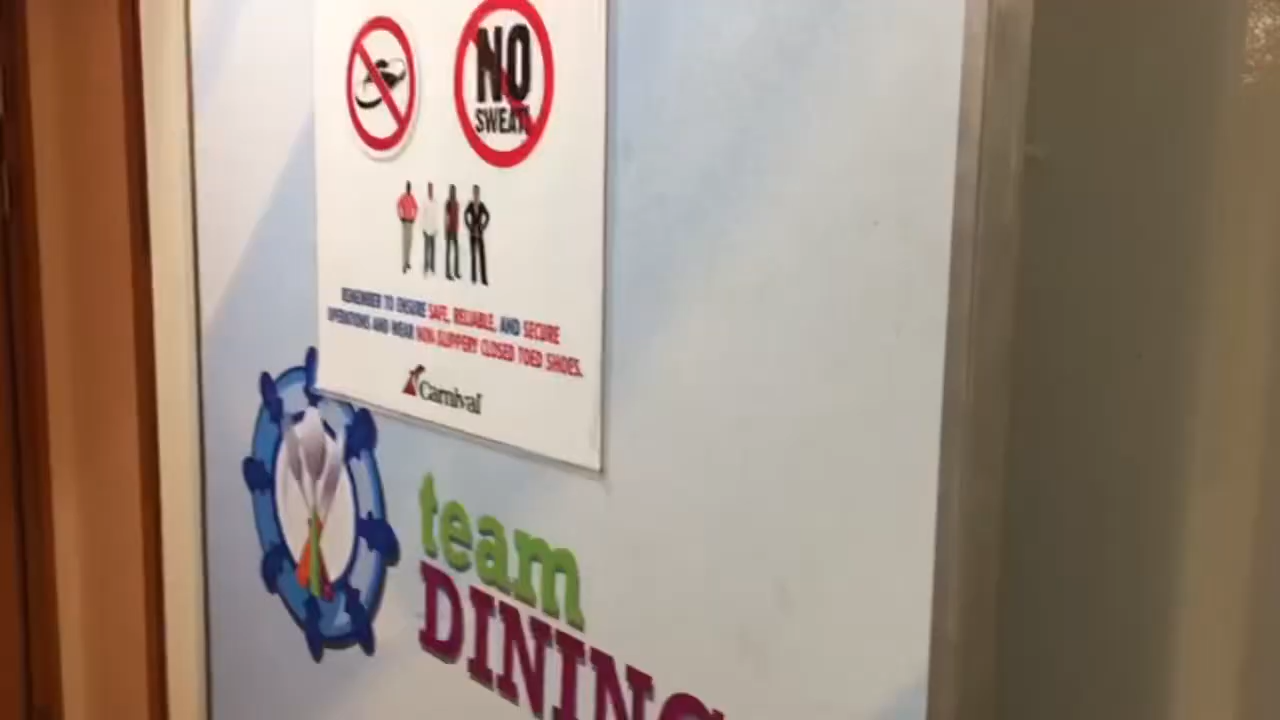 NO
SWEAT!
REMEMBER TO ENSURE SAFE, RELIABLE, AND SECURE
OPERATIONS AND WEAR NON-SLIPPERY CLOSED TOED SHOES.
Carnival
team
DINING